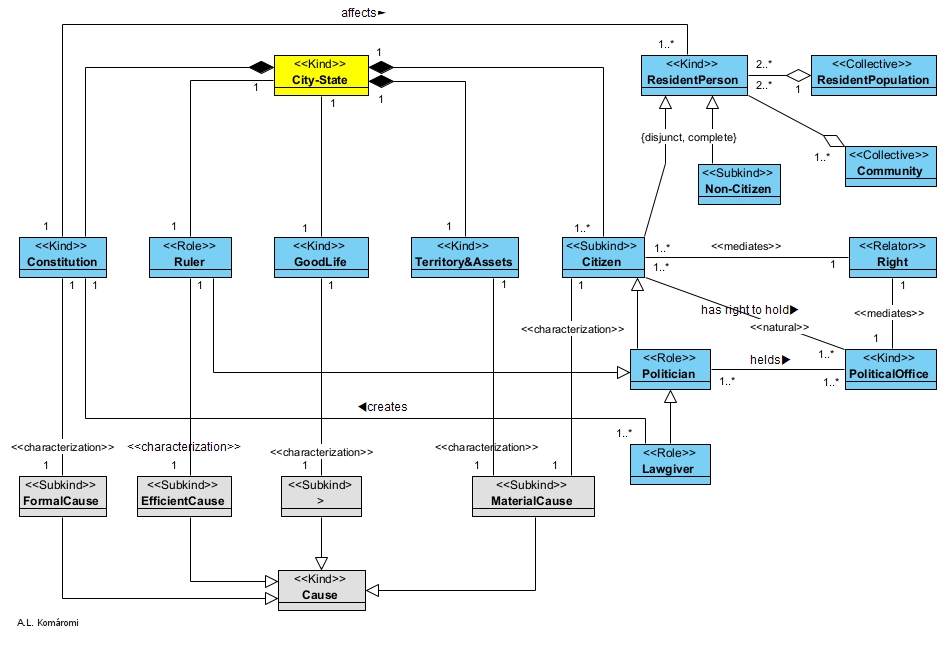 affects►
1
1..*
<<Kind>>
City-State
1
1
1
<<Kind>>
ResidentPerson
2..*
2..*
1
<<Collective>>
ResidentPopulation
{disjunct, complete}
1..*
<<Collective>>
Community
<<Subkind>>
Non-Citizen
1
1
1
1
1..*
<<Kind>>
Constitution
<<Role>>
Ruler
<<Kind>>
GoodLife
<<Kind>>
Territory&Assets
<<Subkind>>
Citizen
1..*
<<mediates>>
1..*
1
<<Relator>>
Right
1
1
1
1
1
1
1
has right to hold►
<<natural>>
<<mediates>>
<<characterization>>
1
1..*
<<Role>>
Politician
helds►
1..*
1..*
<<Kind>>
PoliticalOffice
◄creates
1..*
<<Role>>
Lawgiver
<<characterization>>
<<characterization>>
<<characterization>>
<<characterization>>
1
1
1
1
1
<<Subkind>>
FormalCause
<<Subkind>>
EfficientCause
<<Subkind>
>
<<Subkind>>
MaterialCause
<<Kind>>
Cause
A.L. Komáromi